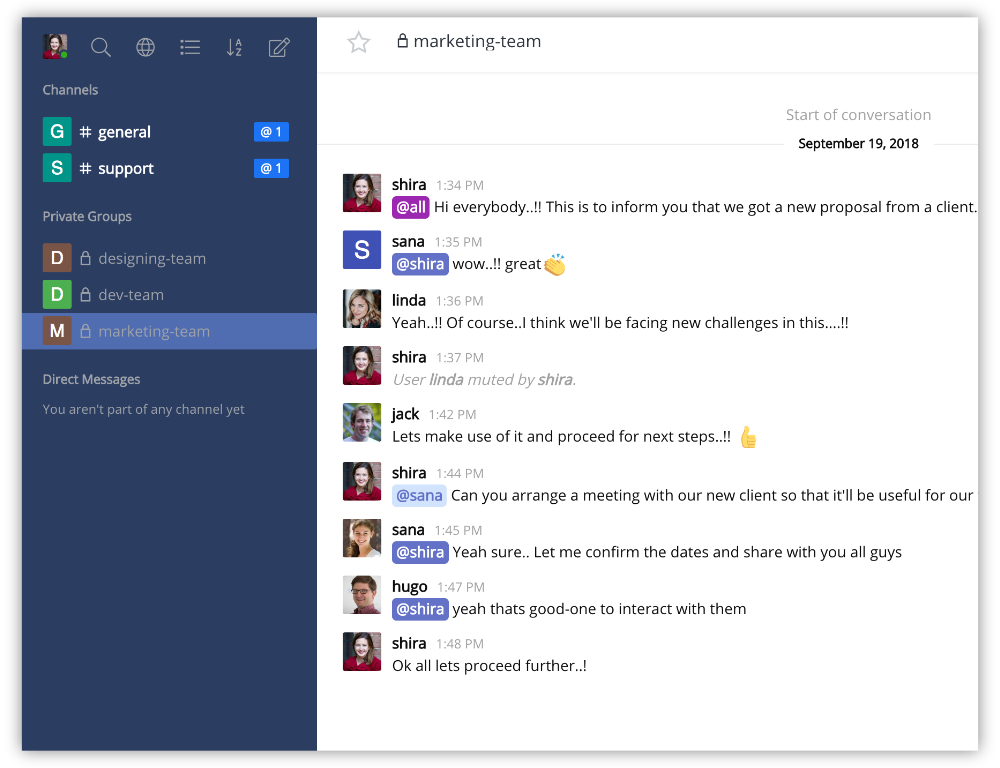 Channels
G # general @ 1
S # support @ 1
Private Groups
D designing-team
D dev-team
M marketing-team
Direct Messages
You aren't part of any channel yet
marketing-team
Start of conversation
September 19, 2018
shira 1:34 PM
@all Hi everybody..!! This is to inform you that we got a new proposal from a client.
S
sana 1:35 PM
@shira wow..!! great 👏
linda 1:36 PM
Yeah..!! Of course..I think we'll be facing new challenges in this....!!
shira 1:37 PM
User linda muted by shira.
jack 1:42 PM
Lets make use of it and proceed for next steps..!! 👍
shira 1:44 PM
@sana Can you arrange a meeting with our new client so that it'll be useful for our
sana 1:45 PM
@shira Yeah sure.. Let me confirm the dates and share with you all guys
hugo 1:47 PM
@shira yeah thats good-one to interact with them
shira 1:48 PM
Ok all lets proceed further..!